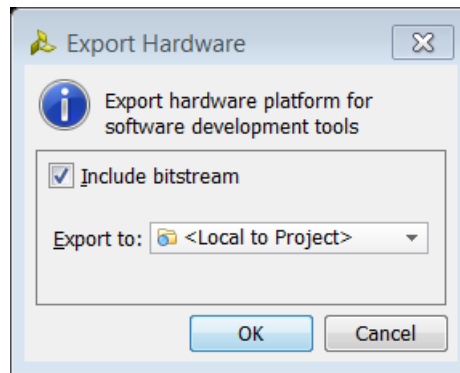 Export Hardware
Export hardware platform for
software development tools
Include bitstream
Export to: <Local to Project>
OK Cancel